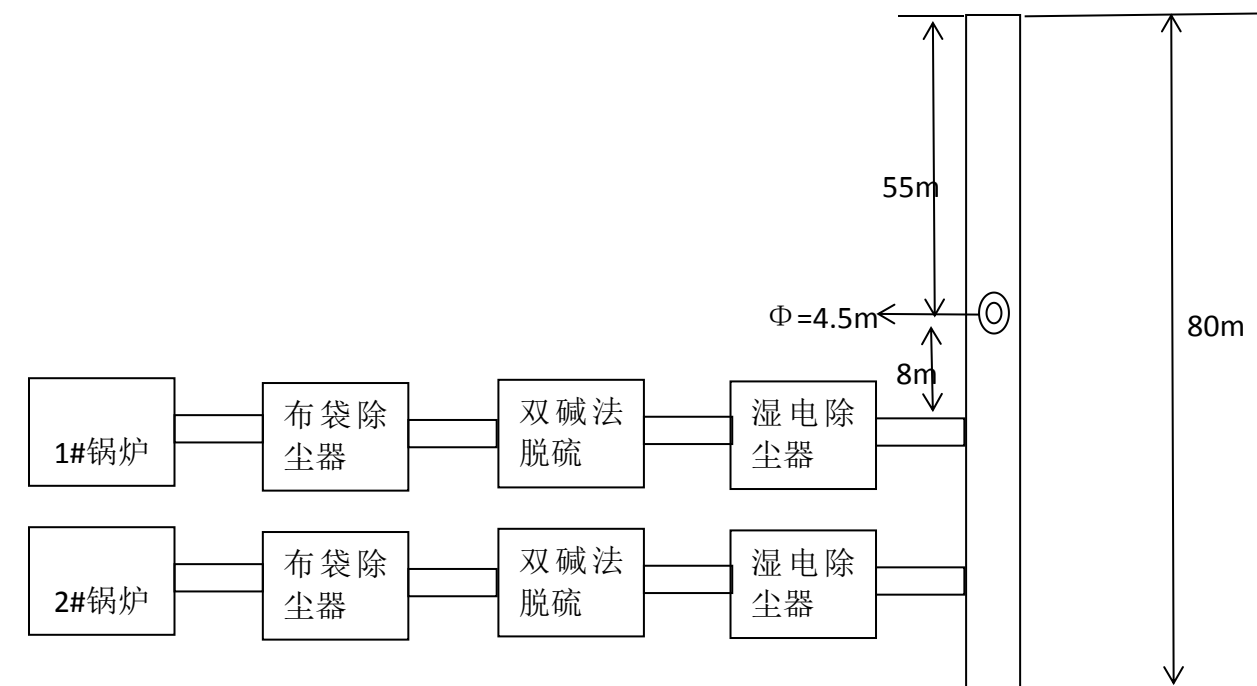 55m
Φ=4.5m
80m
8m
1#锅炉
布袋除
尘器
双碱法
脱硫
湿电除
尘器
2#锅炉
布袋除
尘器
双碱法
脱硫
湿电除
尘器